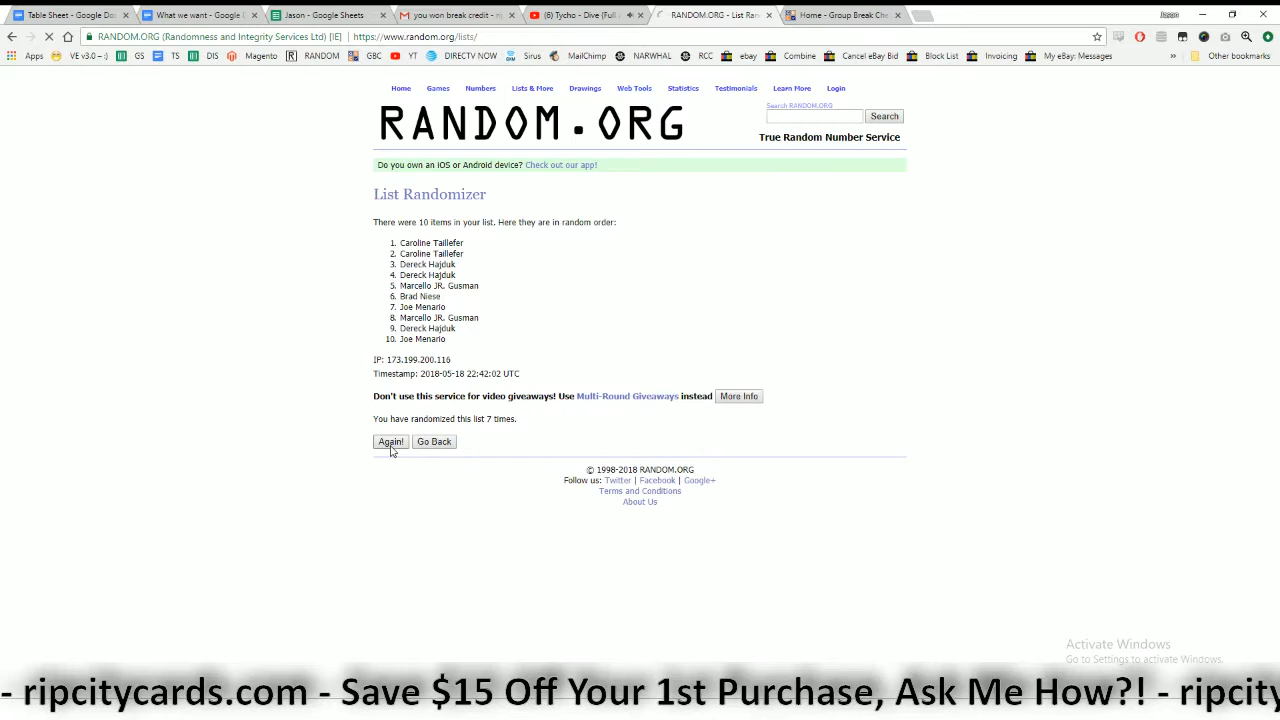 Table Sheet - Google Do
What we want - Google
Jason - Google Sheets
you won break credit - ri
(6) Tycho - Dive (Full
RANDOM.ORG - List Ran
Home - Group Break Che
Jason
RANDOM.ORG (Randomness and Integrity Services Ltd) [IE]
https://www.random.org/lists/
Apps VE v3.0 – :) GS TS DIS Magento RANDOM GBC YT DIRECTV NOW Sirus MailChimp NARWHAL RCC ebay Combine Cancel eBay Bid Block List Invoicing My eBay: Messages » Other bookmarks
Home Games Numbers Lists & More Drawings Web Tools Statistics Testimonials Learn More Login
RANDOM.ORG
Search RANDOM.ORG
Search
True Random Number Service
Do you own an iOS or Android device? Check out our app!
List Randomizer
There were 10 items in your list. Here they are in random order:
1. Caroline Taillefer
2. Caroline Taillefer
3. Dereck Hajduk
4. Dereck Hajduk
5. Marcello JR. Gusman
6. Brad Niese
7. Joe Menario
8. Marcello JR. Gusman
9. Dereck Hajduk
10. Joe Menario
IP: 173.199.200.116
Timestamp: 2018-05-18 22:42:02 UTC
Don't use this service for video giveaways! Use Multi-Round Giveaways instead More Info
You have randomized this list 7 times.
Again! Go Back
© 1998-2018 RANDOM.ORG
Follow us: Twitter | Facebook | Google+
Terms and Conditions
About Us
Activate Windows
Go to Settings to activate Windows.
- ripcitycards.com - Save $15 Off Your 1st Purchase, Ask Me How?! - ripcity